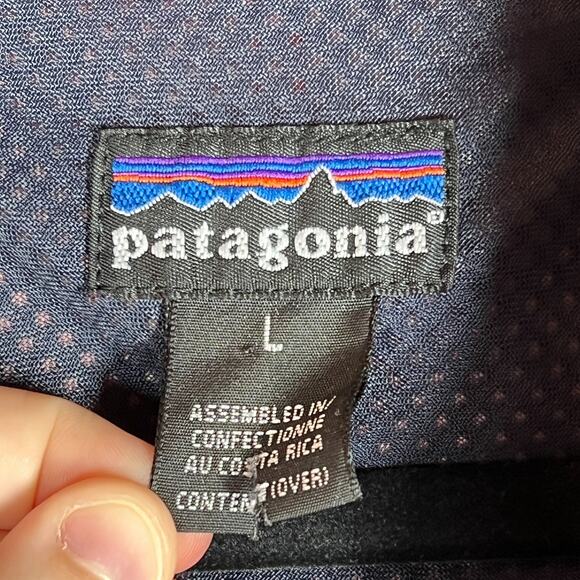 patagonia®
L
ASSEMBLED IN/
CONFECTIONNE
AU COSTA RICA
CONTENT (OVER)